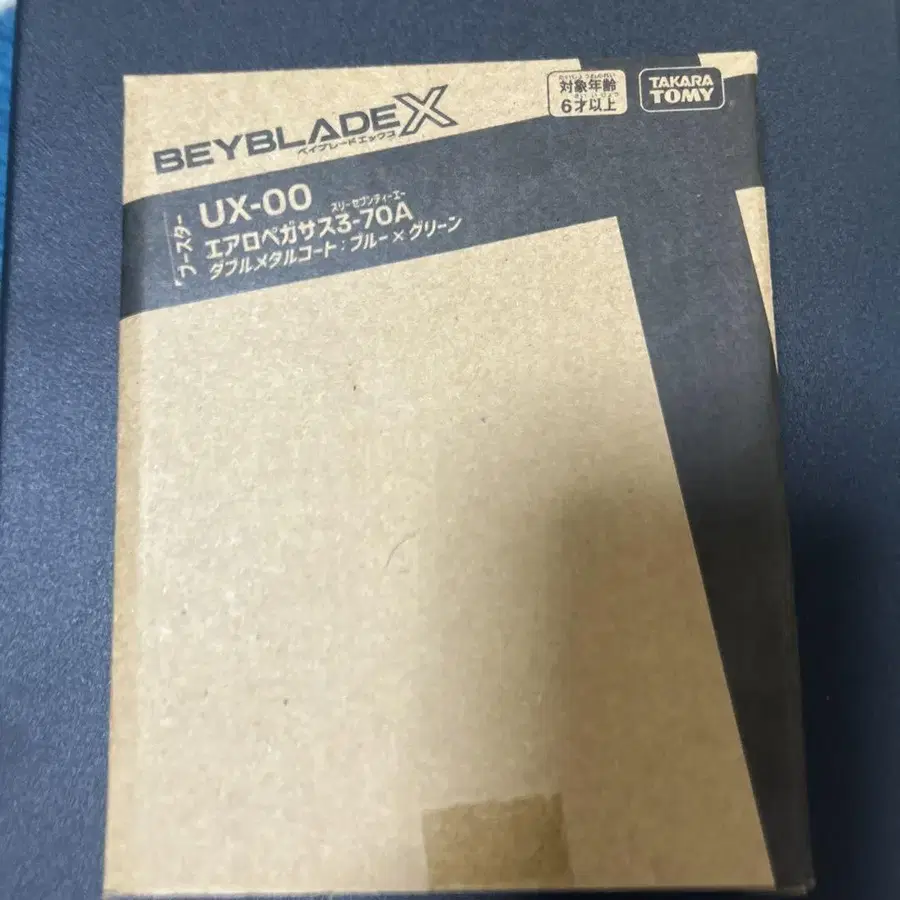 BEYBLADE X
ベイブレードエックス
対象年齢
6才以上
TAKARA
TOMY
ブースター
UX-00
スリーセブンティーエー
エアロペガサス3-70A
ダブルメタルコート:ブルー×グリーン